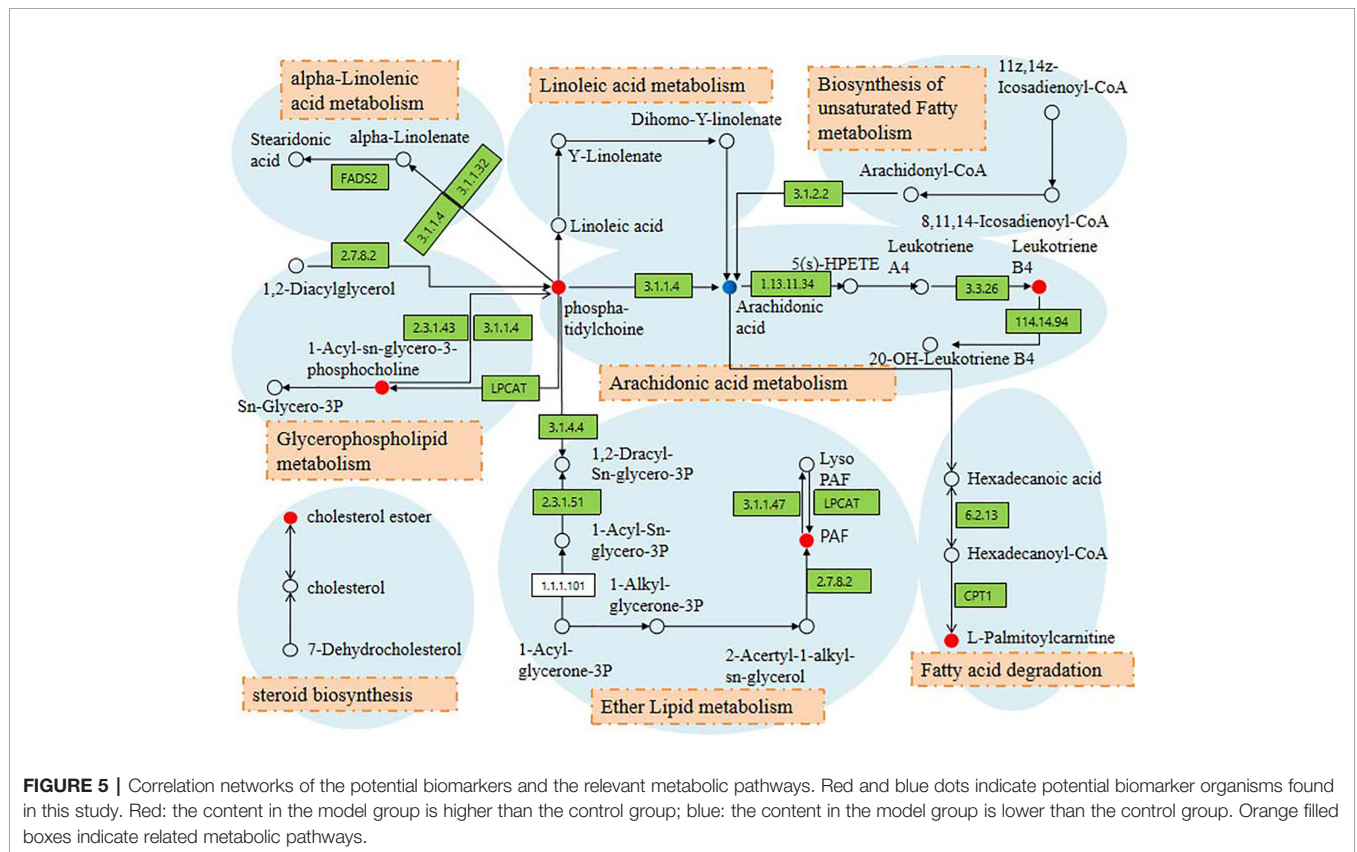 alpha-Linolenic
acid metabolism
Linoleic acid metabolism
Biosynthesis of
unsaturated Fatty
metabolism
11z,14z-
Icosadienoyl-CoA
Stearidonic
acid
alpha-Linolenate
FADS2
3.1.1.4
3.1.1.32
Dihomo-Y-linolenate
Y-Linolenate
Linoleic acid
Arachidonyl-CoA
3.1.2.2
8,11,14-Icosadienoyl-CoA
2.7.8.2
1,2-Diacylglycerol
phospha-
tidylchoine
3.1.1.4
Arachidonic
acid
1.13.11.34
5(s)-HPETE
Leukotriene
A4
3.3.26
Leukotriene
B4
114.14.94
20-OH-Leukotriene B4
Arachidonic acid metabolism
2.3.1.43
3.1.1.4
1-Acyl-sn-glycero-3-
phosphocholine
LPCAT
Sn-Glycero-3P
Glycerophospholipid
metabolism
3.1.4.4
1,2-Dracyl-
Sn-glycero-3P
2.3.1.51
1-Acyl-Sn-
glycero-3P
1.1.1.101
1-Alkyl-
glycerone-3P
1-Acyl-
glycerone-3P
Lyso
PAF
3.1.1.47
LPCAT
PAF
2.7.8.2
2-Acertyl-1-alkyl-
sn-glycerol
Ether Lipid metabolism
Hexadecanoic acid
6.2.13
Hexadecanoyl-CoA
CPT1
L-Palmitoylcarnitine
Fatty acid degradation
cholesterol estoer
cholesterol
7-Dehydrocholesterol
steroid biosynthesis
FIGURE 5 | Correlation networks of the potential biomarkers and the relevant metabolic pathways. Red and blue dots indicate potential biomarker organisms found
in this study. Red: the content in the model group is higher than the control group; blue: the content in the model group is lower than the control group. Orange filled
boxes indicate related metabolic pathways.